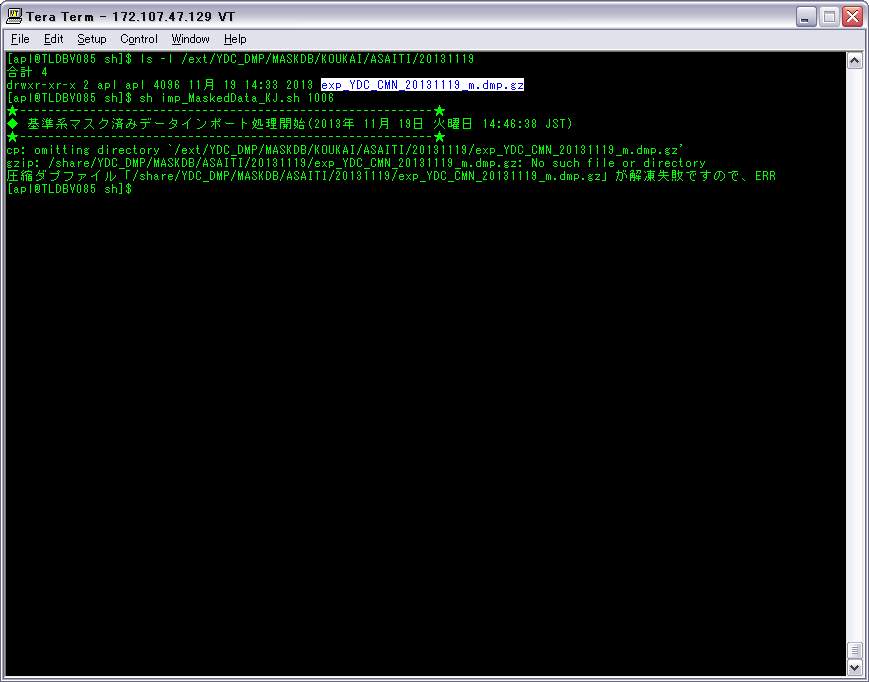 Tera Term - 172.107.47.129 VT
File Edit Setup Control Window Help
[apl@TLDBV085 sh]$ ls -l /ext/YDC_DMP/MASKDB/KOUKAI/ASAITI/20131119
合計 4
drwxr-xr-x 2 apl apl 4096 11月 19 14:33 2013 exp_YDC_CMN_20131119_m.dmp.gz
[apl@TLDBV085 sh]$ sh imp_MaskedData_KJ.sh 1006
★-----------------------------------------------------------★
◆ 基準系マスク済みデータインポート処理開始(2013年 11月 19日 火曜日 14:46:38 JST)
★-----------------------------------------------------------★
cp: omitting directory `/ext/YDC_DMP/MASKDB/KOUKAI/ASAITI/20131119/exp_YDC_CMN_20131119_m.dmp.gz'
gzip: /share/YDC_DMP/MASKDB/ASAITI/20131119/exp_YDC_CMN_20131119_m.dmp.gz: No such file or directory
圧縮ダプファイル「/share/YDC_DMP/MASKDB/ASAITI/20131119/exp_YDC_CMN_20131119_m.dmp.gz」が解凍失敗ですので、ERR
[apl@TLDBV085 sh]$